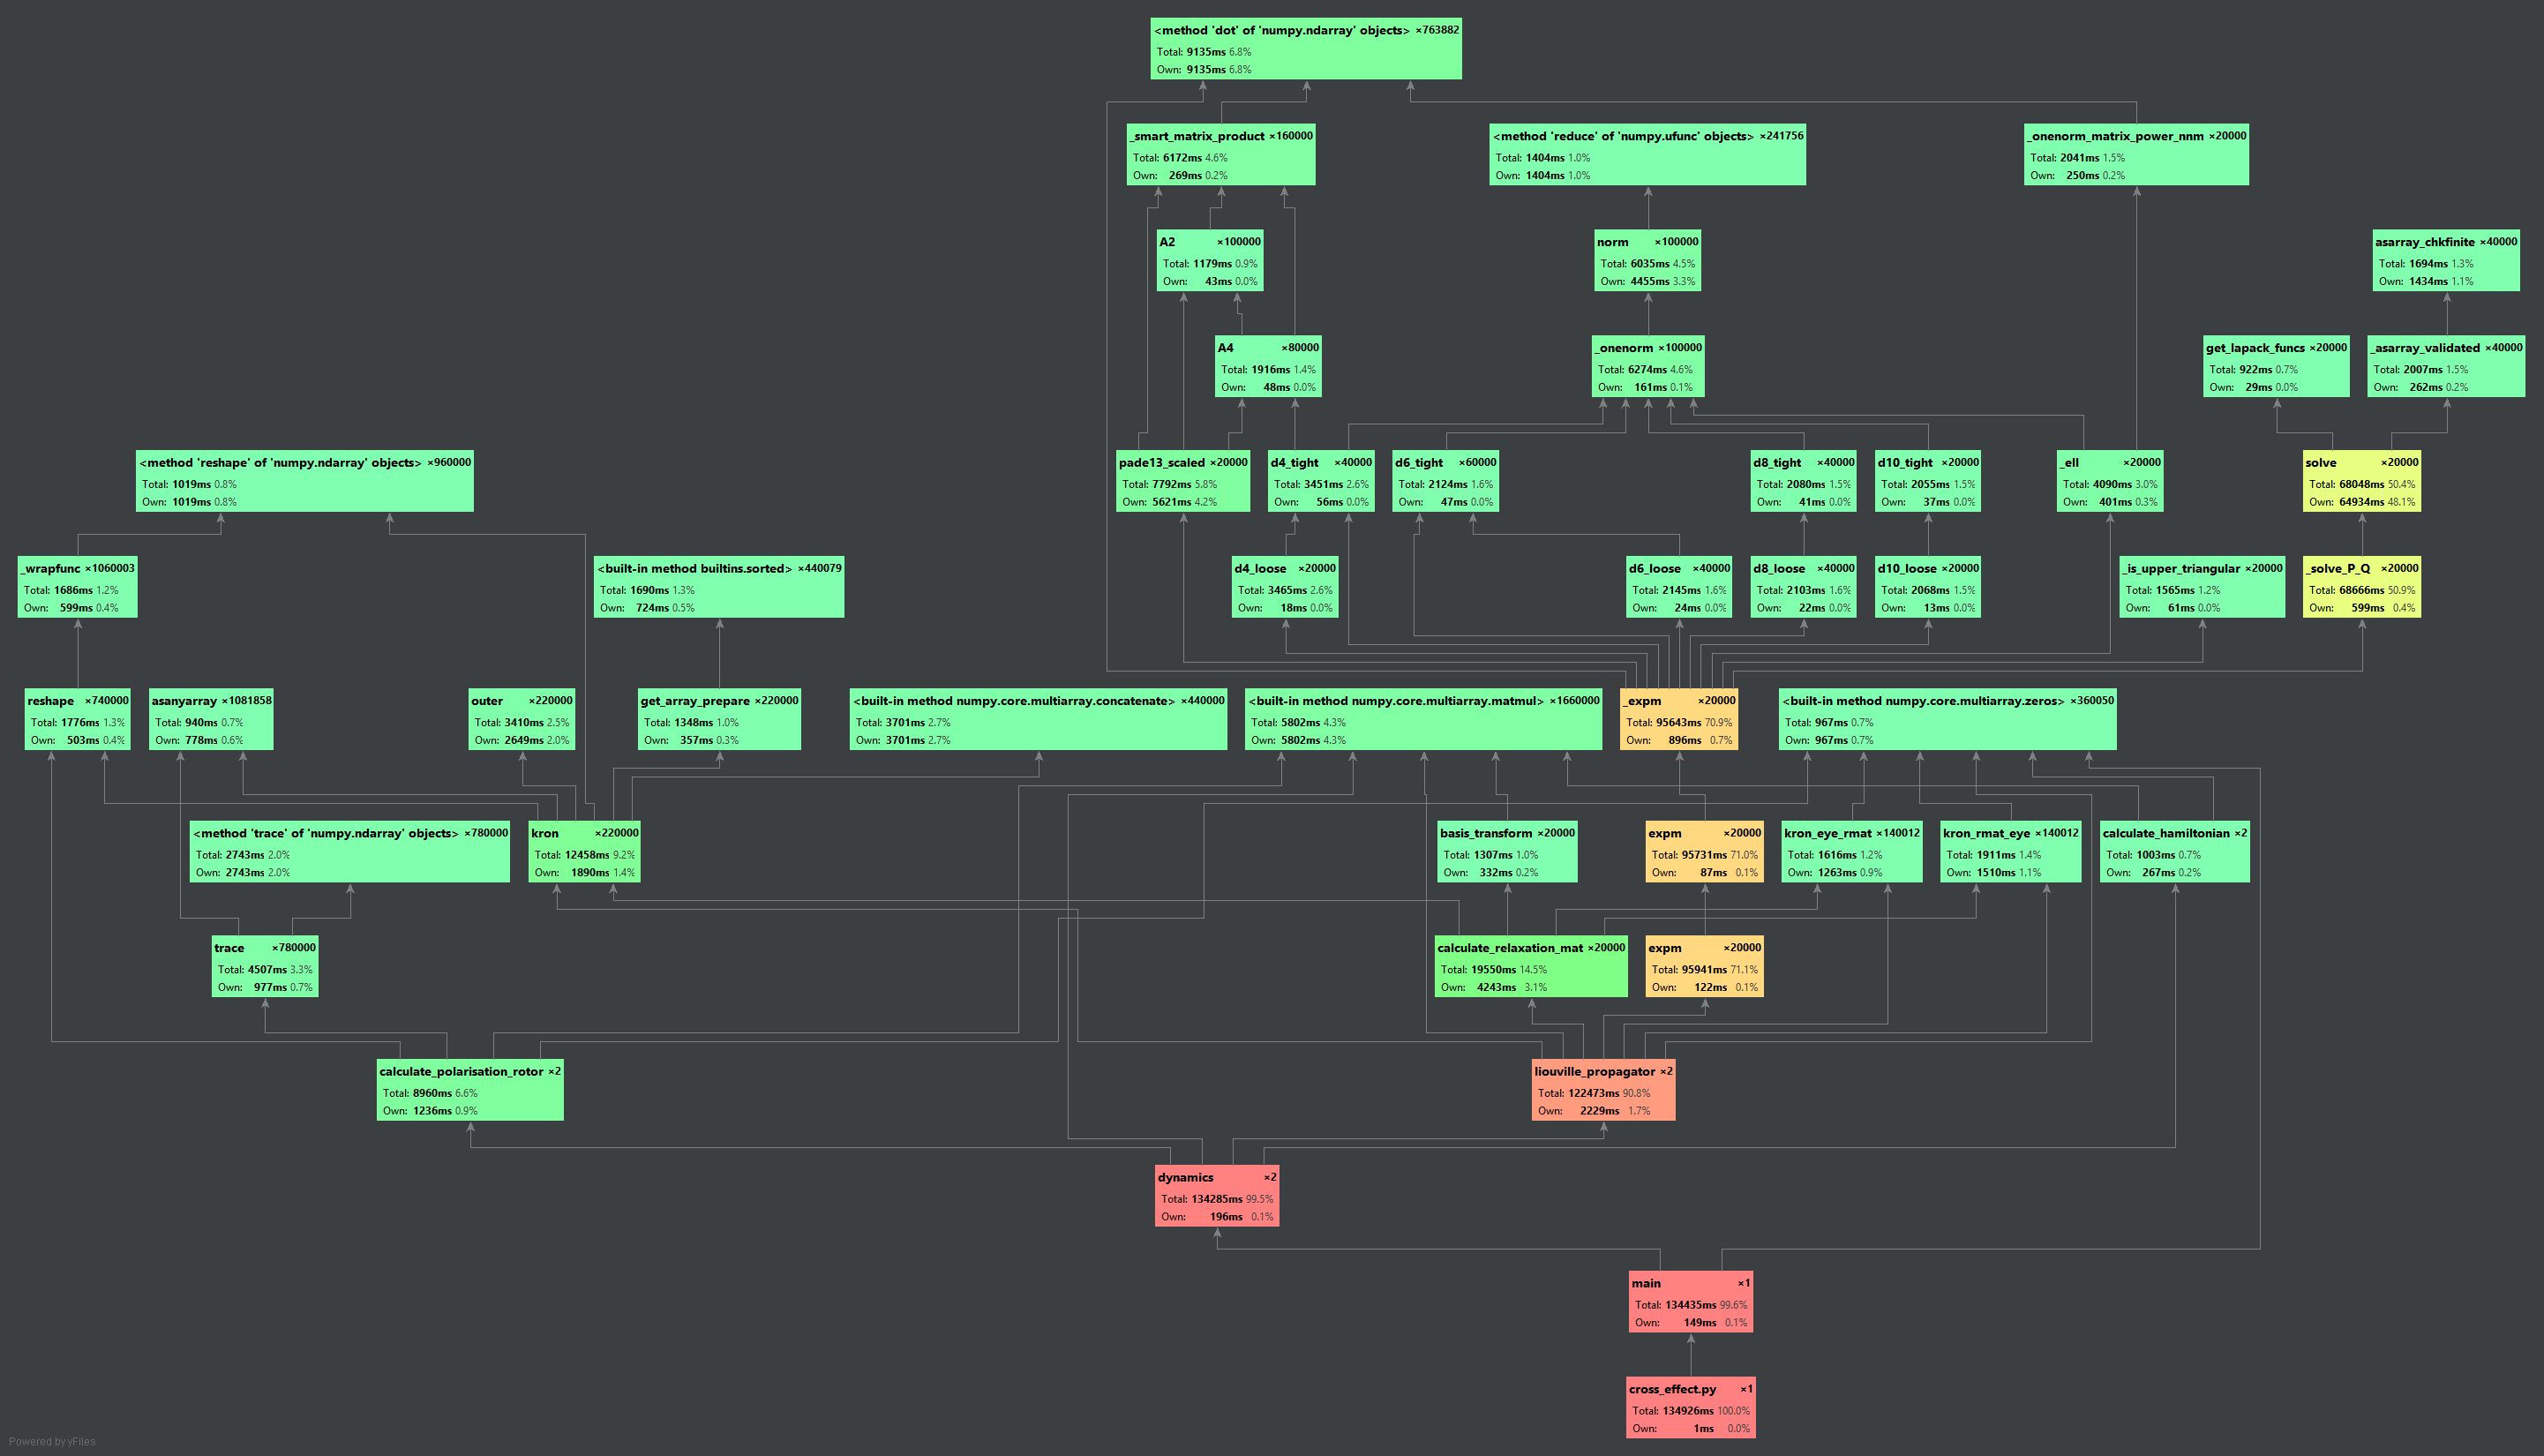 <method 'dot' of 'numpy.ndarray' objects> ×763882
Total: 9135ms 6.8%
Own: 9135ms 6.8%
_smart_matrix_product ×160000
Total: 6172ms 4.6%
Own: 269ms 0.2%
<method 'reduce' of 'numpy.ufunc' objects> ×241756
Total: 1404ms 1.0%
Own: 1404ms 1.0%
_onenorm_matrix_power_nnm ×20000
Total: 2041ms 1.5%
Own: 250ms 0.2%
A2 ×100000
Total: 1179ms 0.9%
Own: 43ms 0.0%
norm ×100000
Total: 6035ms 4.5%
Own: 4455ms 3.3%
asarray_chkfinite ×40000
Total: 1694ms 1.3%
Own: 1434ms 1.1%
A4 ×80000
Total: 1916ms 1.4%
Own: 48ms 0.0%
_onenorm ×100000
Total: 6274ms 4.6%
Own: 161ms 0.1%
get_lapack_funcs ×20000
Total: 922ms 0.7%
Own: 29ms 0.0%
_asarray_validated ×40000
Total: 2007ms 1.5%
Own: 262ms 0.2%
<method 'reshape' of 'numpy.ndarray' objects> ×960000
Total: 1019ms 0.8%
Own: 1019ms 0.8%
pade13_scaled ×20000
Total: 7792ms 5.8%
Own: 5621ms 4.2%
d4_tight ×40000
Total: 3451ms 2.6%
Own: 56ms 0.0%
d6_tight ×60000
Total: 2124ms 1.6%
Own: 47ms 0.0%
d8_tight ×40000
Total: 2080ms 1.5%
Own: 41ms 0.0%
d10_tight ×20000
Total: 2055ms 1.5%
Own: 37ms 0.0%
_ell ×20000
Total: 4090ms 3.0%
Own: 401ms 0.3%
solve ×20000
Total: 68048ms 50.4%
Own: 64934ms 48.1%
_wrapfunc ×1060003
Total: 1686ms 1.2%
Own: 599ms 0.4%
<built-in method builtins.sorted> ×440079
Total: 1690ms 1.3%
Own: 724ms 0.5%
d4_loose ×20000
Total: 3465ms 2.6%
Own: 18ms 0.0%
d6_loose ×40000
Total: 2145ms 1.6%
Own: 24ms 0.0%
d8_loose ×40000
Total: 2103ms 1.6%
Own: 22ms 0.0%
d10_loose ×20000
Total: 2068ms 1.5%
Own: 13ms 0.0%
_is_upper_triangular ×20000
Total: 1565ms 1.2%
Own: 61ms 0.0%
_solve_P_Q ×20000
Total: 68666ms 50.9%
Own: 599ms 0.4%
reshape ×740000
Total: 1776ms 1.3%
Own: 503ms 0.4%
asanyarray ×1081858
Total: 940ms 0.7%
Own: 778ms 0.6%
outer ×220000
Total: 3410ms 2.5%
Own: 2649ms 2.0%
get_array_prepare ×220000
Total: 1348ms 1.0%
Own: 357ms 0.3%
<built-in method numpy.core.multiarray.concatenate> ×440000
Total: 3701ms 2.7%
Own: 3701ms 2.7%
<built-in method numpy.core.multiarray.matmul> ×1660000
Total: 5802ms 4.3%
Own: 5802ms 4.3%
_expm ×20000
Total: 95643ms 70.9%
Own: 896ms 0.7%
<built-in method numpy.core.multiarray.zeros> ×360050
Total: 967ms 0.7%
Own: 967ms 0.7%
<method 'trace' of 'numpy.ndarray' objects> ×780000
Total: 2743ms 2.0%
Own: 2743ms 2.0%
kron ×220000
Total: 12458ms 9.2%
Own: 1890ms 1.4%
basis_transform ×20000
Total: 1307ms 1.0%
Own: 332ms 0.2%
expm ×20000
Total: 95731ms 71.0%
Own: 87ms 0.1%
kron_eye_rmat ×140012
Total: 1616ms 1.2%
Own: 1263ms 0.9%
kron_rmat_eye ×140012
Total: 1911ms 1.4%
Own: 1510ms 1.1%
calculate_hamiltonian ×2
Total: 1003ms 0.7%
Own: 267ms 0.2%
trace ×780000
Total: 4507ms 3.3%
Own: 977ms 0.7%
calculate_relaxation_mat ×20000
Total: 19550ms 14.5%
Own: 4243ms 3.1%
expm ×20000
Total: 95941ms 71.1%
Own: 122ms 0.1%
calculate_polarisation_rotor ×2
Total: 8960ms 6.6%
Own: 1236ms 0.9%
liouville_propagator ×2
Total: 122473ms 90.8%
Own: 2229ms 1.7%
dynamics ×2
Total: 134285ms 99.5%
Own: 196ms 0.1%
main ×1
Total: 134435ms 99.6%
Own: 149ms 0.1%
cross_effect.py ×1
Total: 134926ms 100.0%
Own: 1ms 0.0%
Powered by yFiles